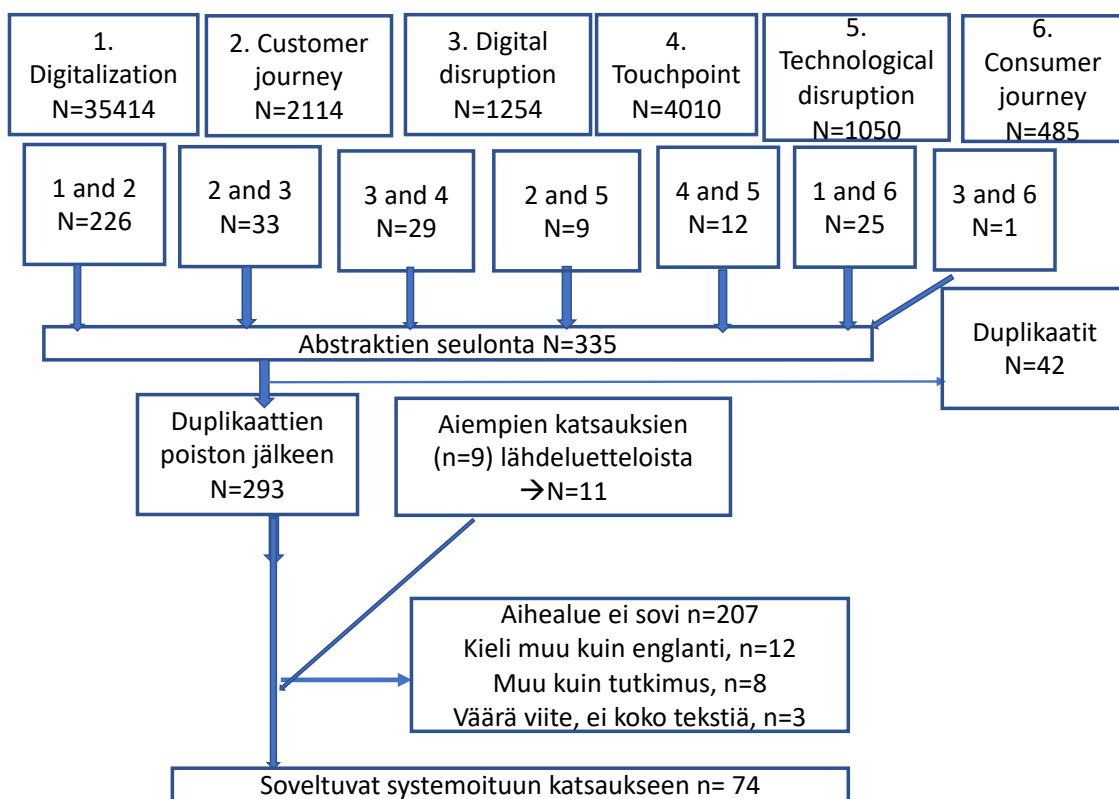 1.
Digitalization
N=35414
2. Customer
journey
N=2114
3. Digital
disruption
N=1254
4.
Touchpoint
N=4010
5.
Technological
disruption
N=1050
6.
Consumer
journey
N=485
1 and 2
N=226
2 and 3
N=33
3 and 4
N=29
2 and 5
N=9
4 and 5
N=12
1 and 6
N=25
3 and 6
N=1
Abstraktien seulonta N=335
Duplikaatit
N=42
Duplikaattien
poiston jälkeen
N=293
Aiempien katsauksien
(n=9) lähdeluetteloista
→N=11
Aihealue ei sovi n=207
Kieli muu kuin englanti, n=12
Muu kuin tutkimus, n=8
Väärä viite, ei koko tekstiä, n=3
Soveltuvat systemoituun katsaukseen n= 74